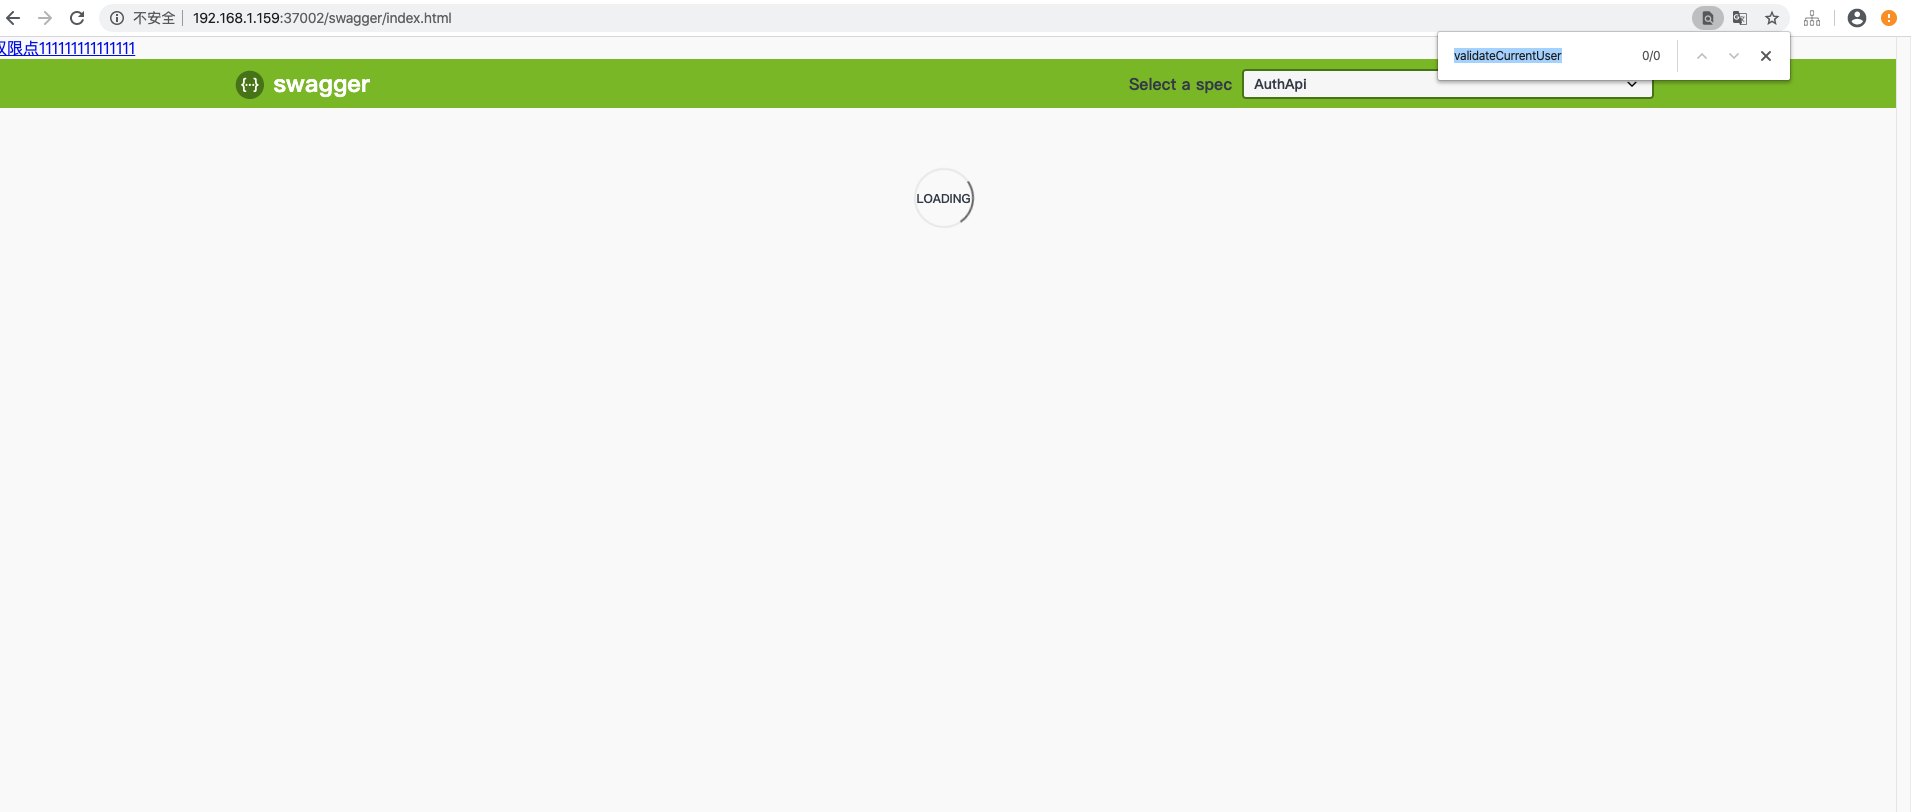 不安全 192.168.1.159:37002/swagger/index.html
权限点111111111111111
validateCurrentUser 0/0
{··} swagger
Select a spec AuthApi
LOADING